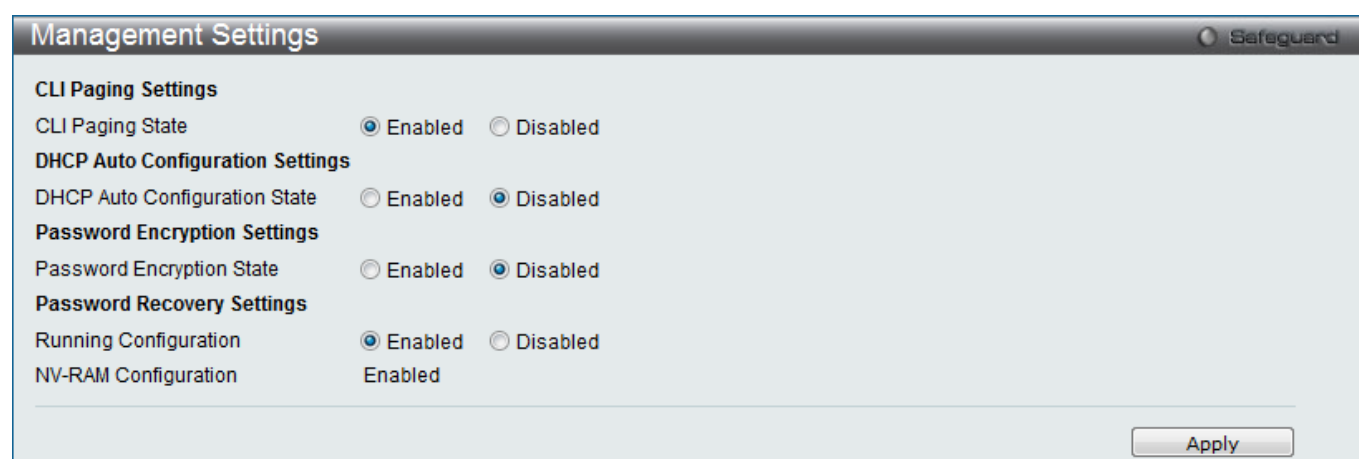 Management Settings Safeguard
CLI Paging Settings
CLI Paging State Enabled Disabled
DHCP Auto Configuration Settings
DHCP Auto Configuration State Enabled Disabled
Password Encryption Settings
Password Encryption State Enabled Disabled
Password Recovery Settings
Running Configuration Enabled Disabled
NV-RAM Configuration Enabled
Apply